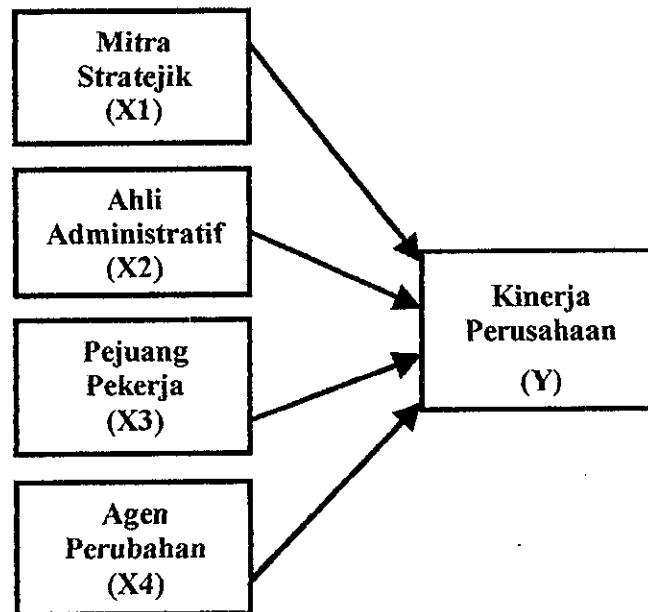 Mitra
Stratejik
(X1)
Ahli
Administratif
(X2)
Pejuang
Pekerja
(X3)
Agen
Perubahan
(X4)
Kinerja
Perusahaan
(Y)